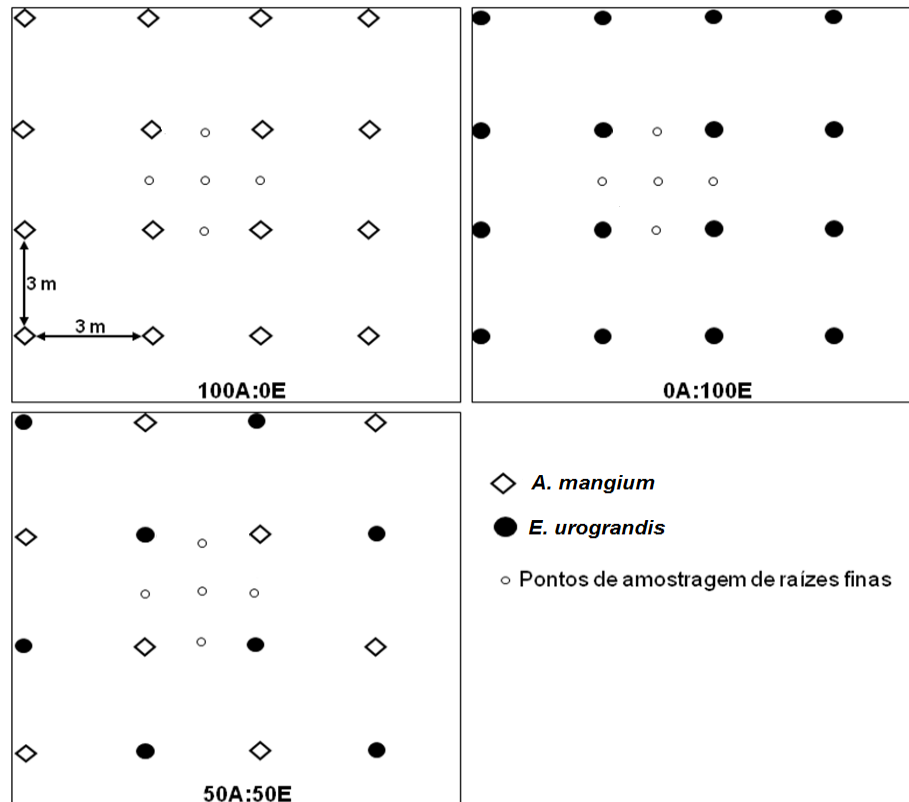 3 m
3 m
100A:0E
0A:100E
50A:50E
A. mangium
E. urograndis
Pontos de amostragem de raízes finas